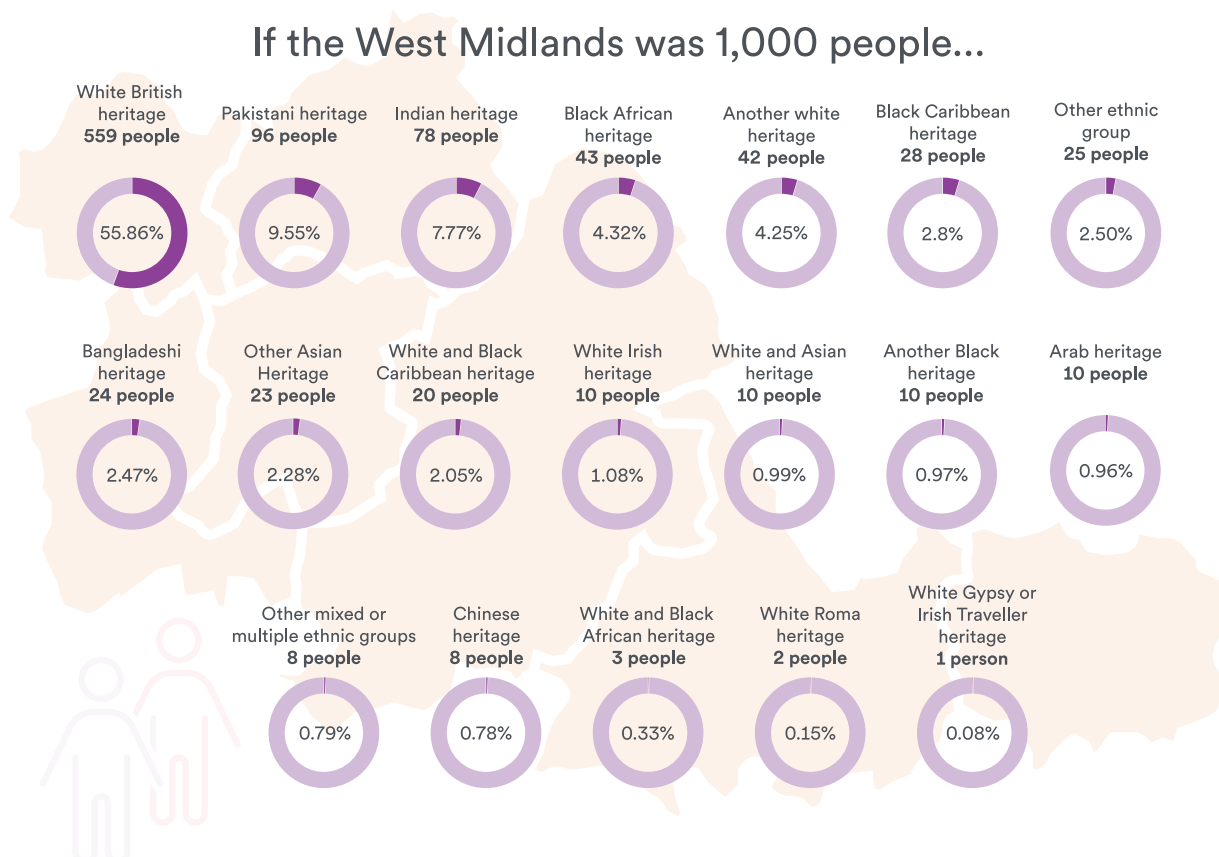 If the West Midlands was 1,000 people...
White British
heritage
559 people
55.86%
Pakistani heritage
96 people
9.55%
Indian heritage
78 people
7.77%
Black African
heritage
43 people
4.32%
Another white
heritage
42 people
4.25%
Black Caribbean
heritage
28 people
2.8%
Other ethnic
group
25 people
2.50%
Bangladeshi
heritage
24 people
2.47%
Other Asian
Heritage
23 people
2.28%
White and Black
Caribbean heritage
20 people
2.05%
White Irish
heritage
10 people
1.08%
White and Asian
heritage
10 people
0.99%
Another Black
heritage
10 people
0.97%
Arab heritage
10 people
0.96%
Other mixed or
multiple ethnic groups
8 people
0.79%
Chinese
heritage
8 people
0.78%
White and Black
African heritage
3 people
0.33%
White Roma
heritage
2 people
0.15%
White Gypsy or
Irish Traveller
heritage
1 person
0.08%